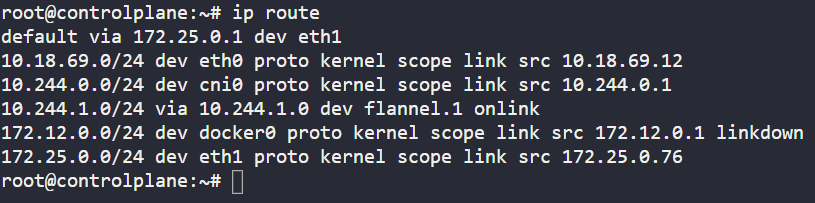 root@controlplane:~# ip route
default via 172.25.0.1 dev eth1
10.18.69.0/24 dev eth0 proto kernel scope link src 10.18.69.12
10.244.0.0/24 dev cni0 proto kernel scope link src 10.244.0.1
10.244.1.0/24 via 10.244.1.0 dev flannel.1 onlink
172.12.0.0/24 dev docker0 proto kernel scope link src 172.12.0.1 linkdown
172.25.0.0/24 dev eth1 proto kernel scope link src 172.25.0.76
root@controlplane:~#